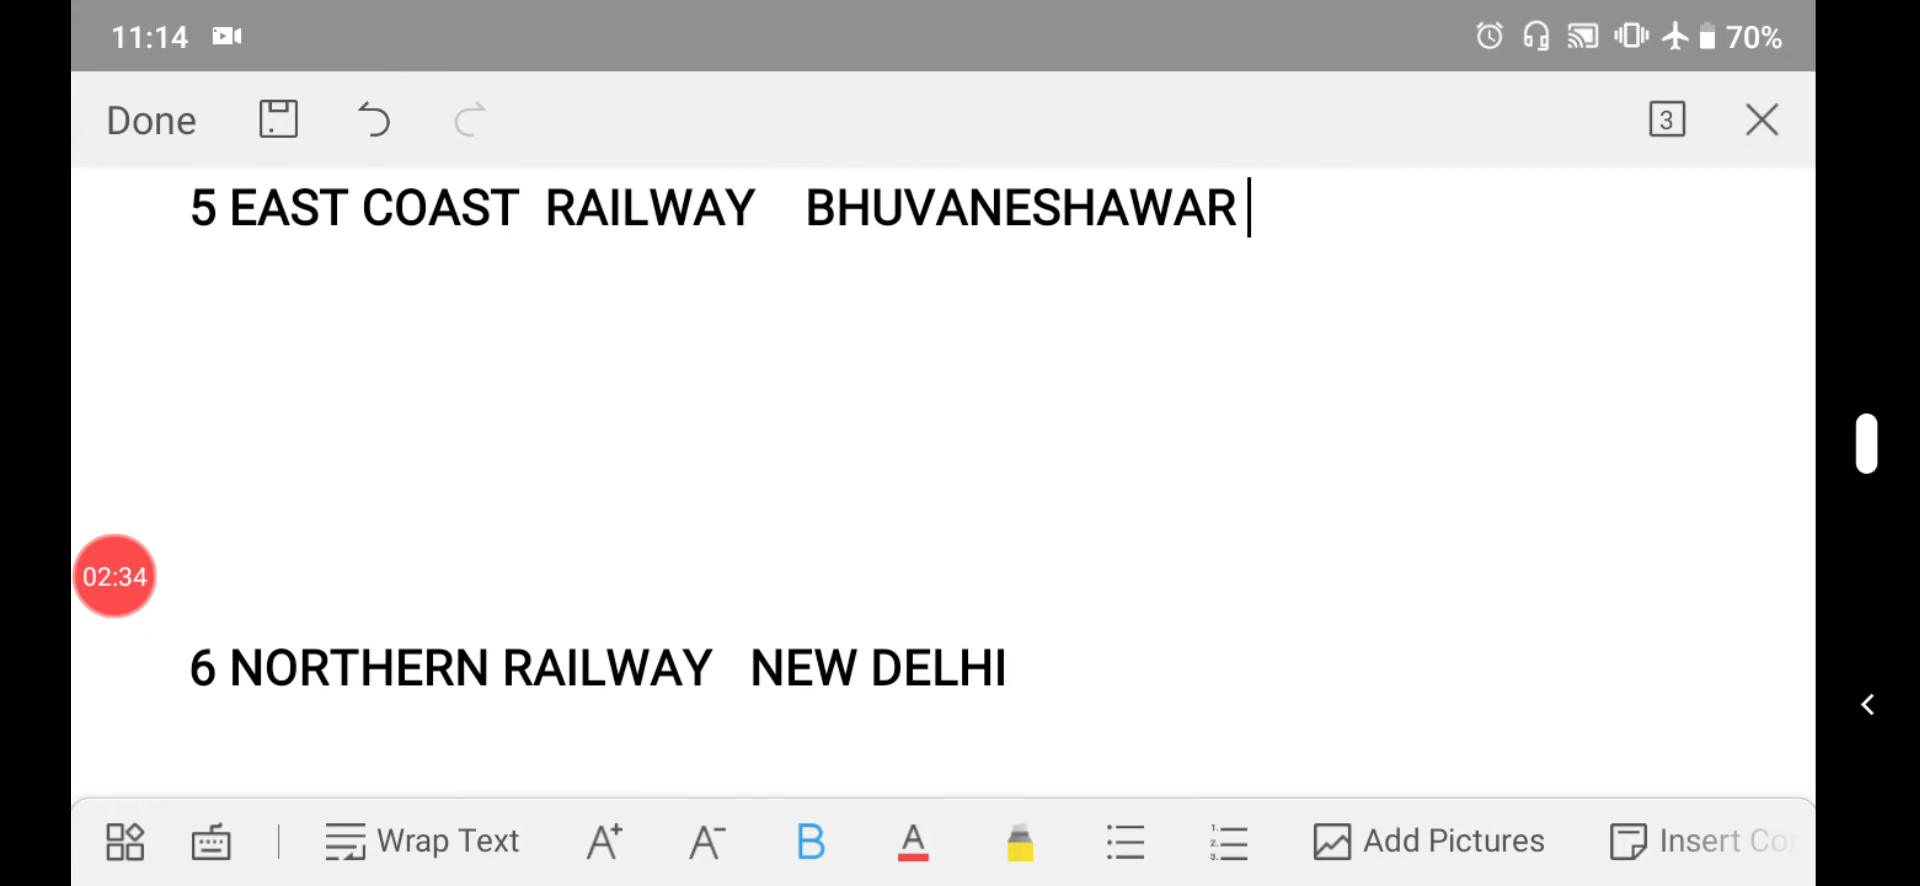 11:14 70%
Done 3
5 EAST COAST RAILWAY BHUVANESHAWAR
02:34
6 NORTHERN RAILWAY NEW DELHI
Wrap Text A+ A- B A Add Pictures Insert